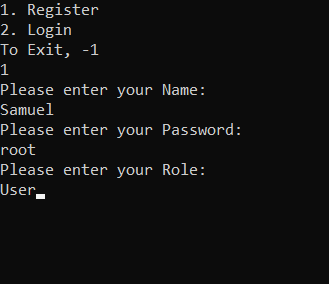 1. Register
2. Login
To Exit, -1
1
Please enter your Name:
Samuel
Please enter your Password:
root
Please enter your Role:
User